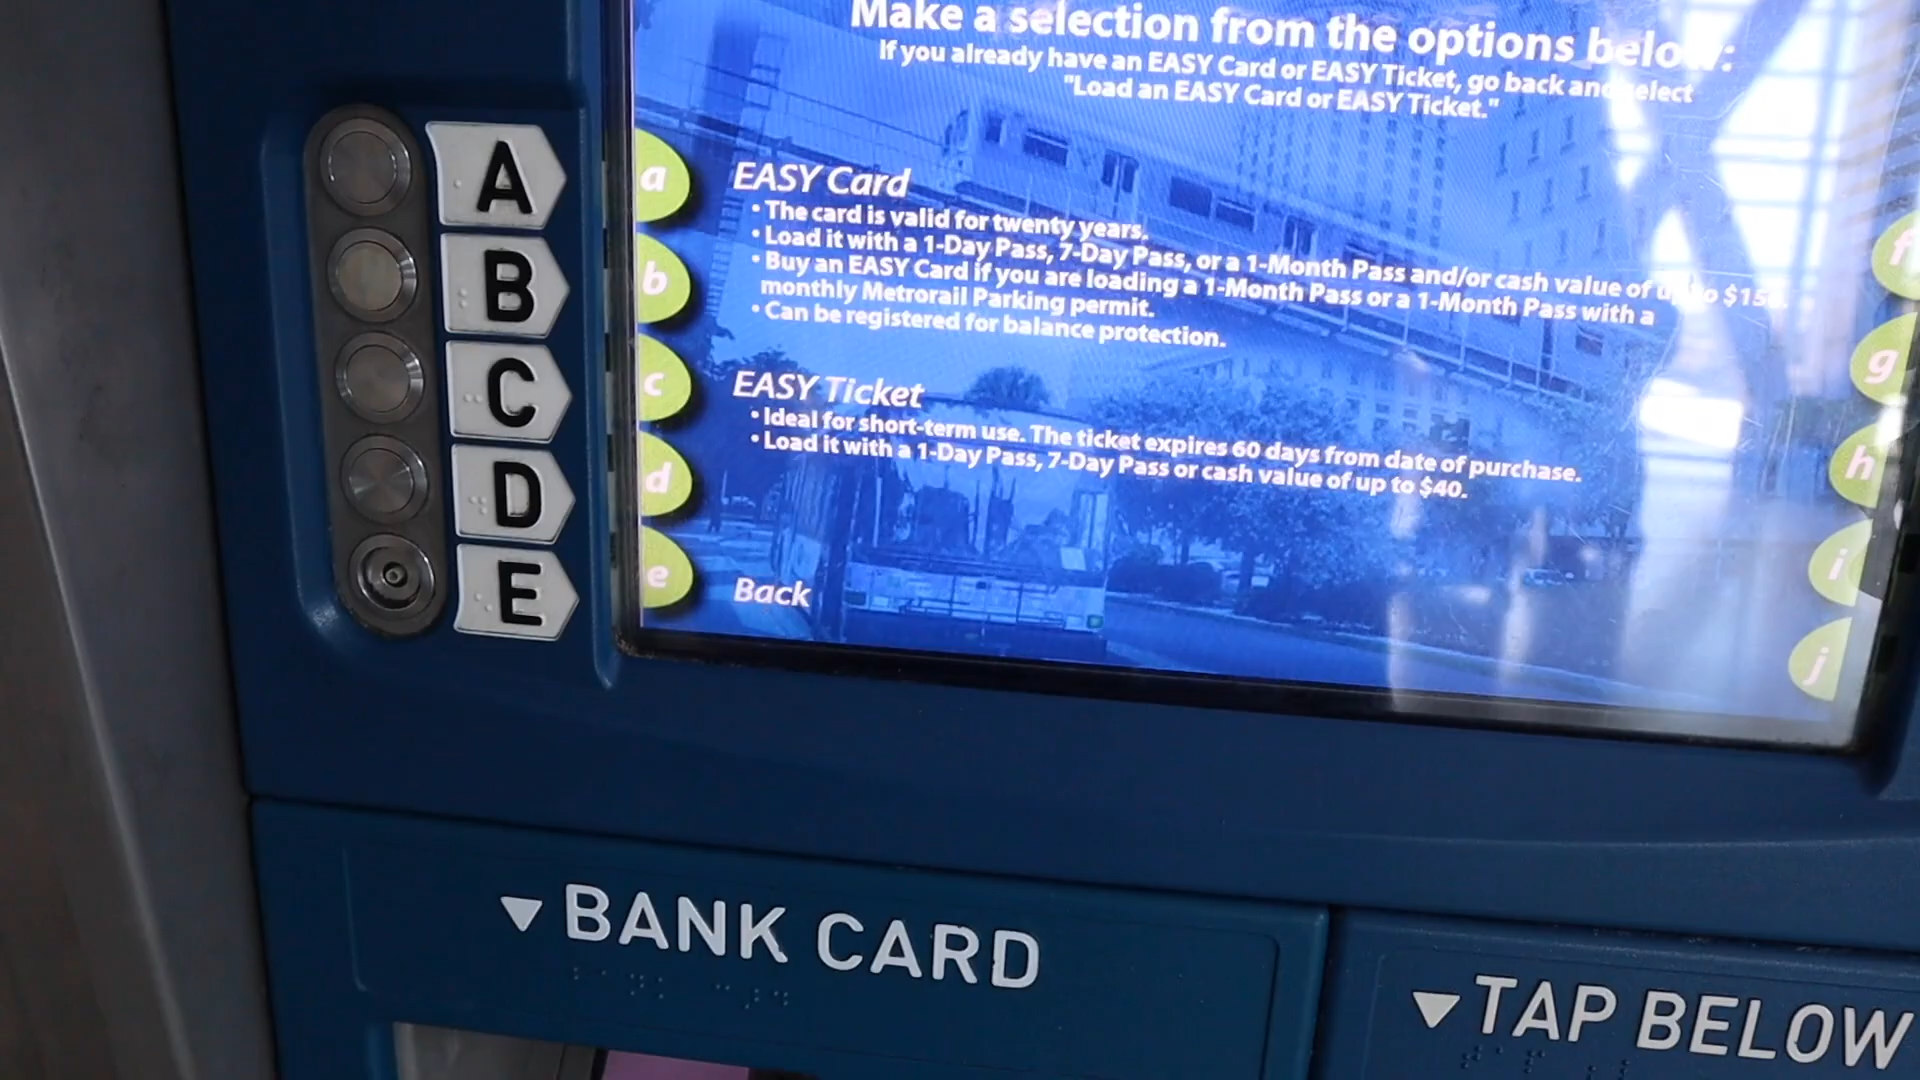 Make a selection from the options below:
If you already have an EASY Card or EASY Ticket, go back and select
"Load an EASY Card or EASY Ticket."
A
a
EASY Card
• The card is valid for twenty years.
• Load it with a 1-Day Pass, 7-Day Pass, or a 1-Month Pass and/or cash value of up to $150.
• Buy an EASY Card if you are loading a 1-Month Pass or a 1-Month Pass with a
monthly Metrorail Parking permit.
• Can be registered for balance protection.
f
B
b
C
c
EASY Ticket
• Ideal for short-term use. The ticket expires 60 days from date of purchase.
• Load it with a 1-Day Pass, 7-Day Pass or cash value of up to $40.
g
D
d
h
E
e
Back
i
j
BANK CARD
TAP BELOW